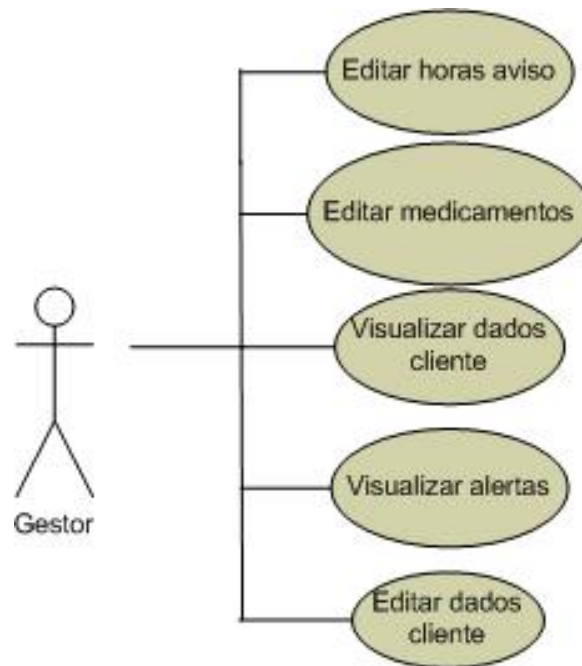 Editar horas aviso
Editar medicamentos
Visualizar dados
cliente
Visualizar alertas
Gestor
Editar dados
cliente